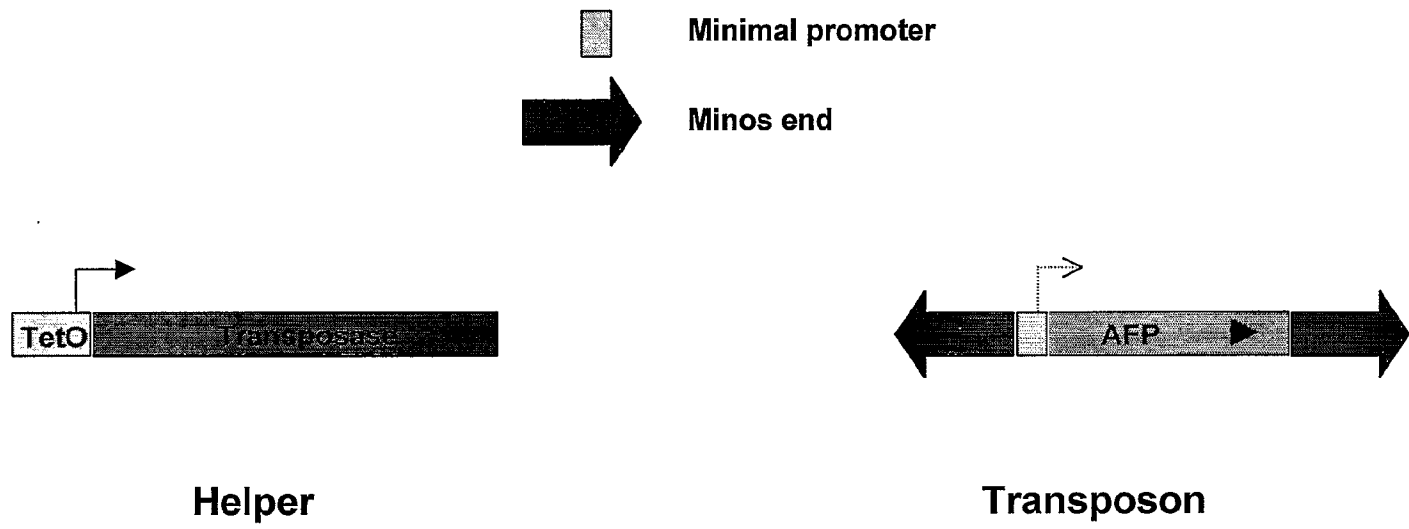 Minimal promoter
Minos end
TetO
Transposase
AFP
Helper
Transposon